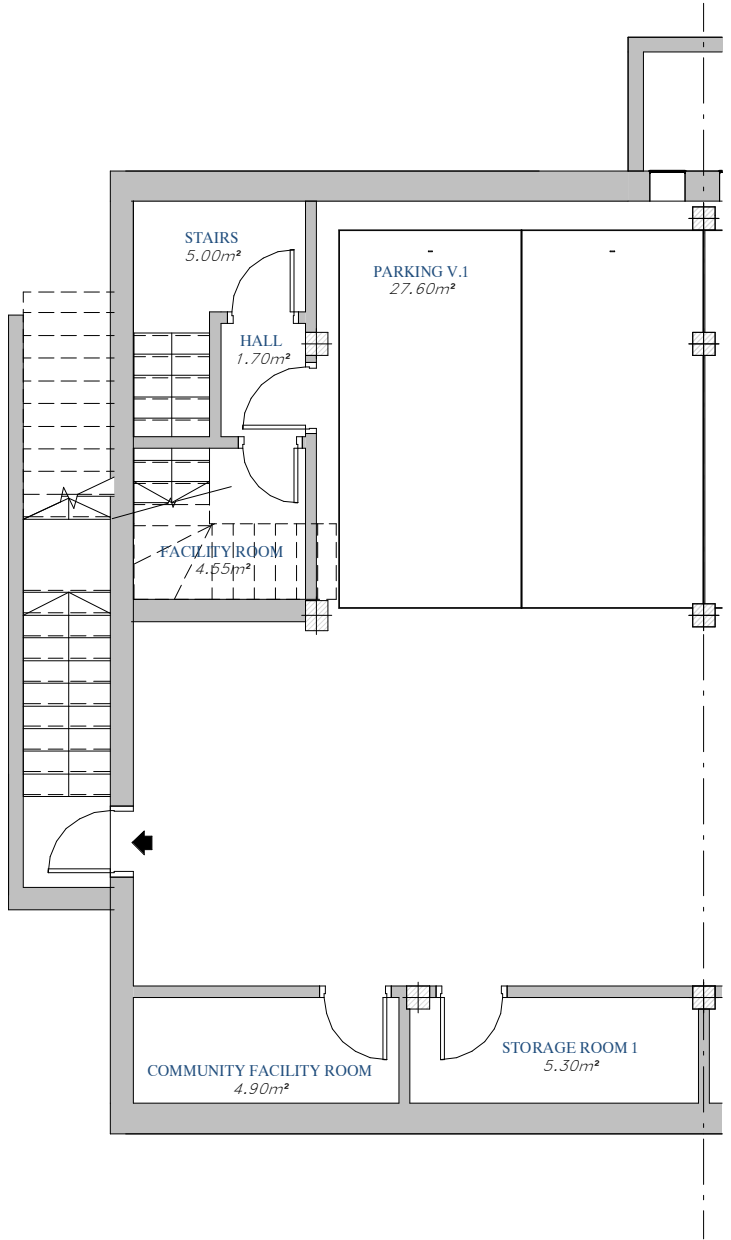 STAIRS
5.00m²
PARKING V.1
27.60m²
HALL
1.70m²
FACILITY ROOM
4.55m²
STORAGE ROOM 1
5.30m²
COMMUNITY FACILITY ROOM
4.90m²